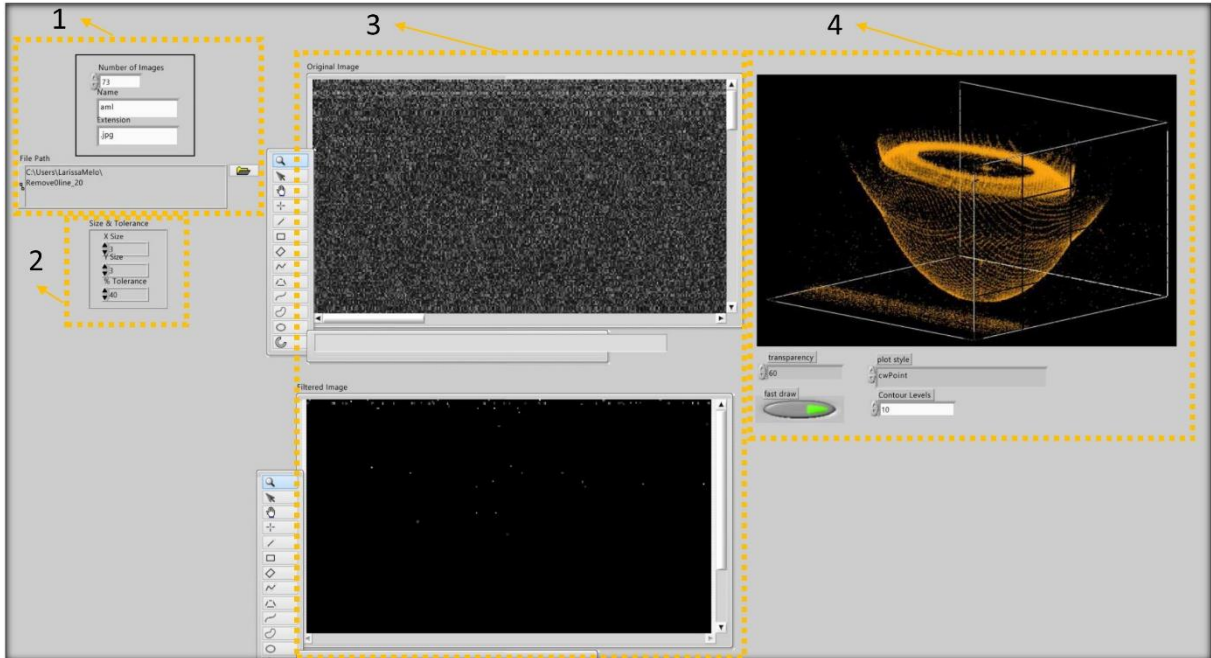 1
3
4
Number of Images
73
Name
aml
Extension
.jpg
File Path
C:\Users\LarissaMelo\
Remove0line_20
2
Size & Tolerance
X Size
3
Y Size
3
% Tolerance
40
Original Image
Filtered Image
transparency
60
plot style
cwPoint
fast draw
Contour Levels
10